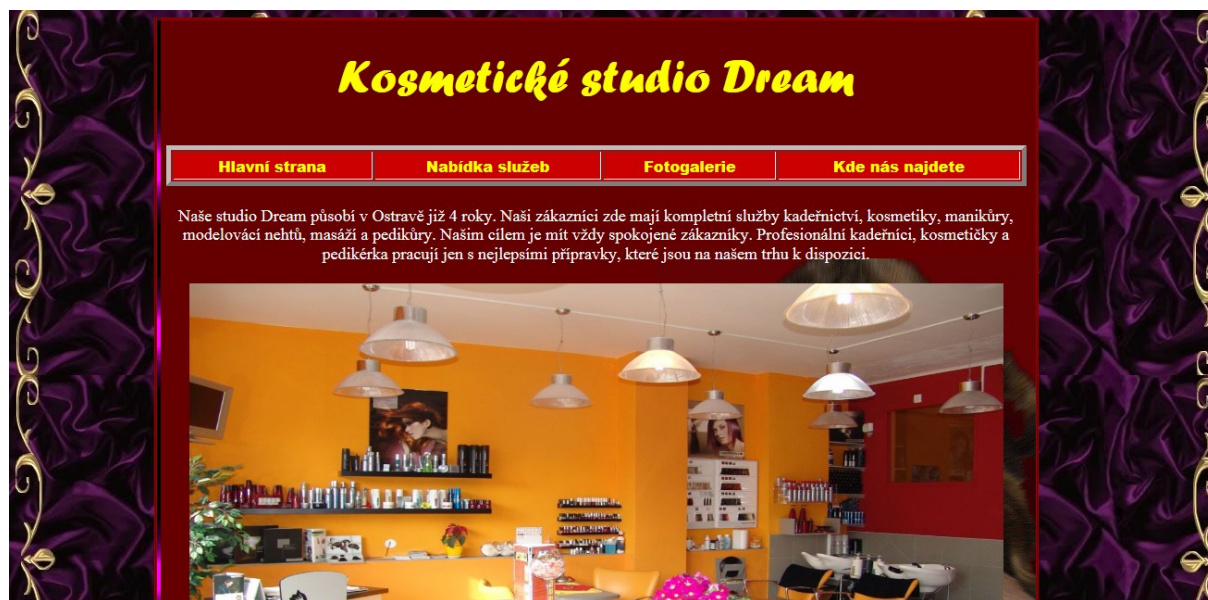 Kosmetické studio Dream
Hlavní strana Nabídka služeb Fotogalerie Kde nás najdete
Naše studio Dream působí v Ostravě již 4 roky. Naši zákazníci zde mají kompletní služby kadeřnictví, kosmetiky, manikůry,
modelovácí nehtů, masáží a pedikůry. Našim cílem je mít vždy spokojené zákazníky. Profesionální kadeřníci, kosmetičky a
pedikérka pracují jen s nejlepsími přípravky, které jsou na našem trhu k dispozici.